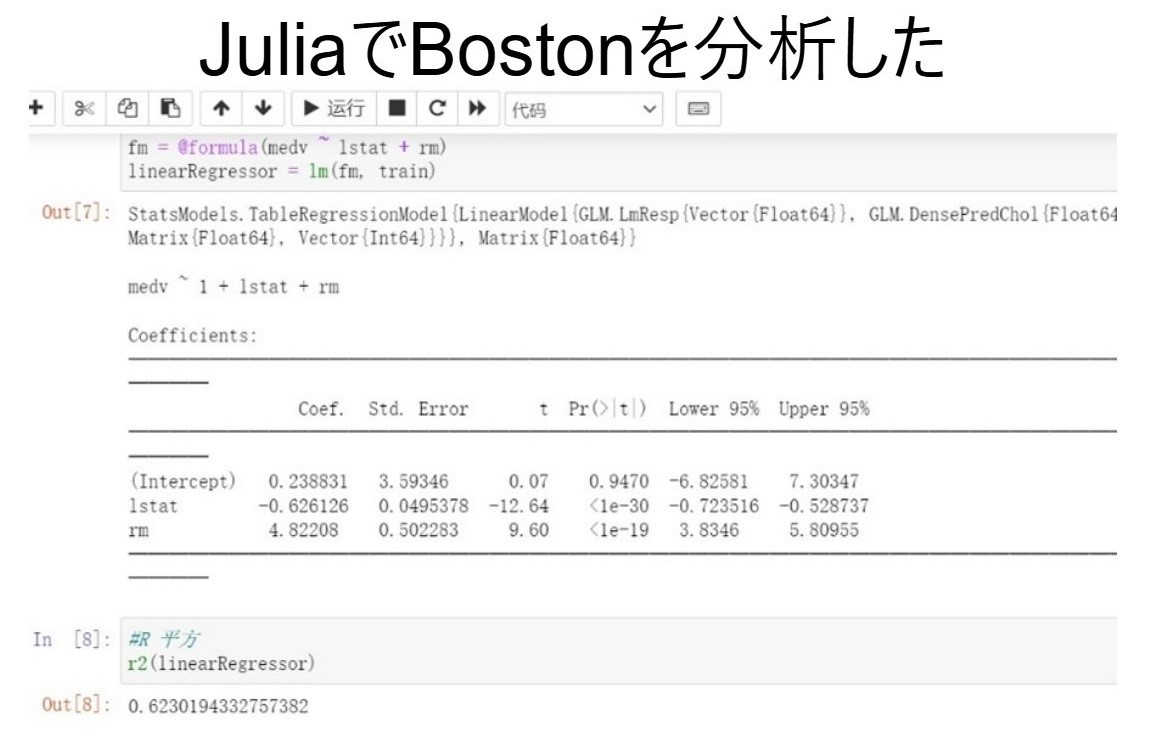 JuliaでBostonを分析した
运行 代码
fm = @formula(medv ~ lstat + rm)
linearRegressor = lm(fm, train)
Out[7]: StatsModels.TableRegressionModel{LinearModel{GLM.LmResp{Vector{Float64}}, GLM.DensePredChol{Float64
Matrix{Float64}, Vector{Int64}}}}, Matrix{Float64}}
medv ~ 1 + lstat + rm
Coefficients:
Coef. Std. Error t Pr(>|t|) Lower 95% Upper 95%
(Intercept) 0.238831 3.59346 0.07 0.9470 -6.82581 7.30347
lstat -0.626126 0.0495378 -12.64 <1e-30 -0.723516 -0.528737
rm 4.82208 0.502283 9.60 <1e-19 3.8346 5.80955
In [8]: #R 平方
r2(linearRegressor)
Out[8]: 0.6230194332757382